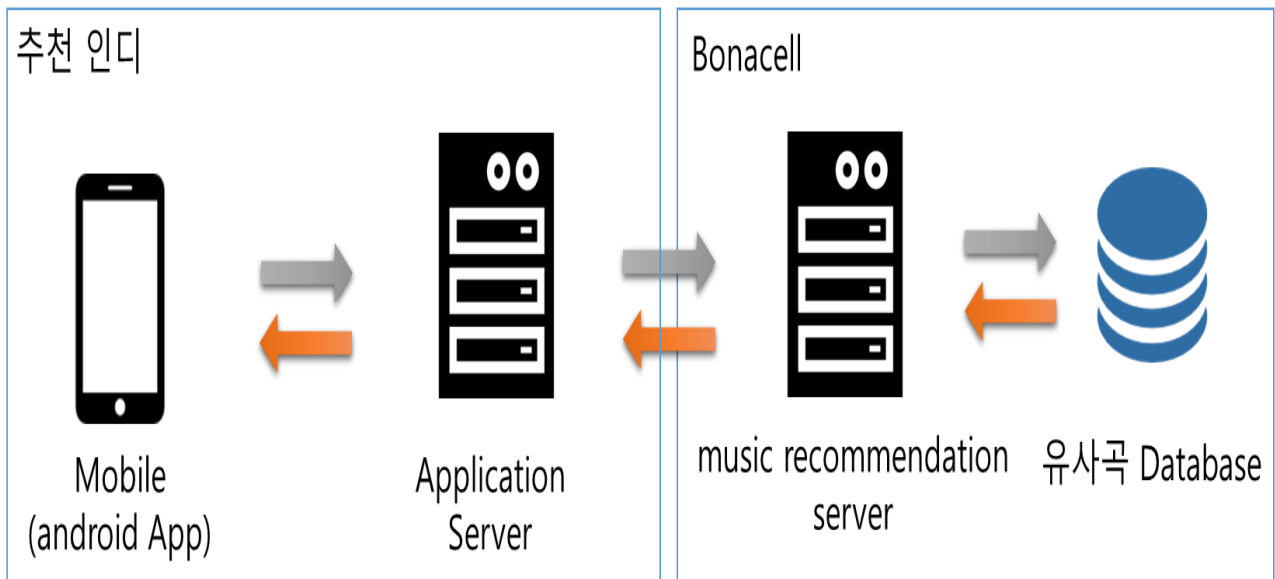 추천 인디
Bonacell
Mobile
(android App)
Application
Server
music recommendation
server
유사곡 Database